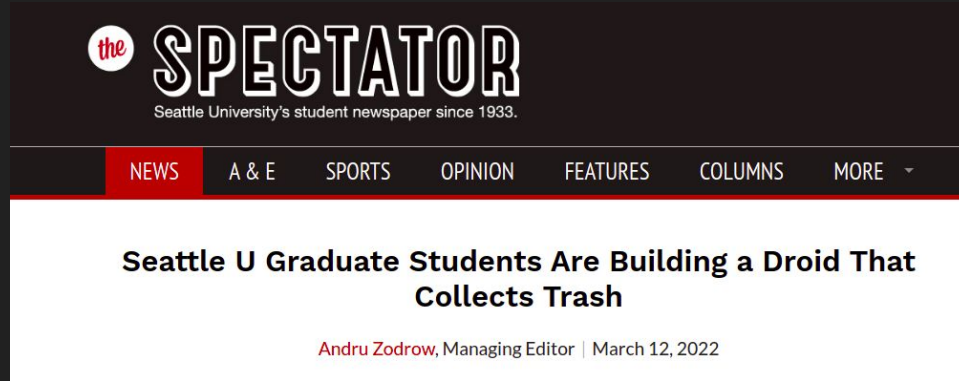 the SPECTATOR
Seattle University's student newspaper since 1933.
NEWS A & E SPORTS OPINION FEATURES COLUMNS MORE
Seattle U Graduate Students Are Building a Droid That
Collects Trash
Andru Zodrow, Managing Editor | March 12, 2022